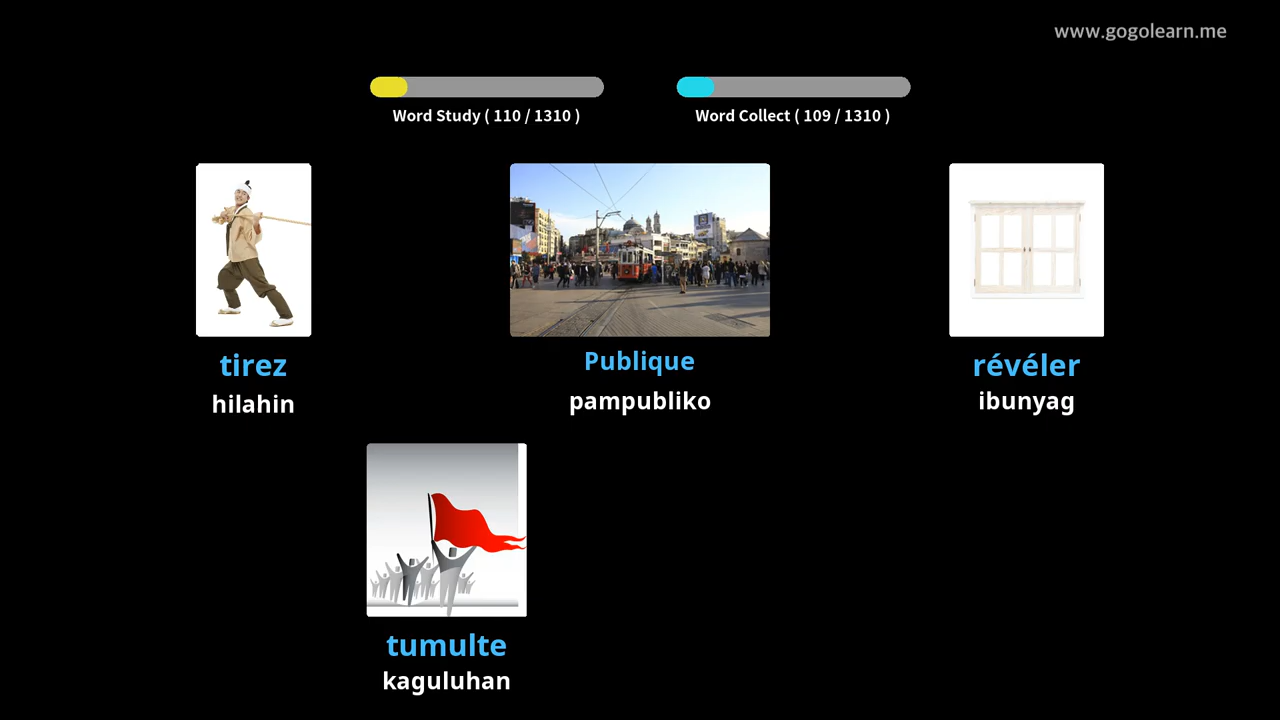 www.gogolearn.me
Word Study ( 110 / 1310 )
Word Collect ( 109 / 1310 )
tirez
hilahin
Publique
pampubliko
révéler
ibunyag
tumulte
kaguluhan